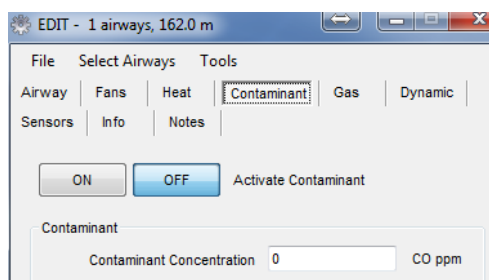 EDIT - 1 airways, 162.0 m
File Select Airways Tools
Airway Fans Heat Contaminant Gas Dynamic
Sensors Info Notes
ON OFF Activate Contaminant
Contaminant
Contaminant Concentration 0 CO ppm